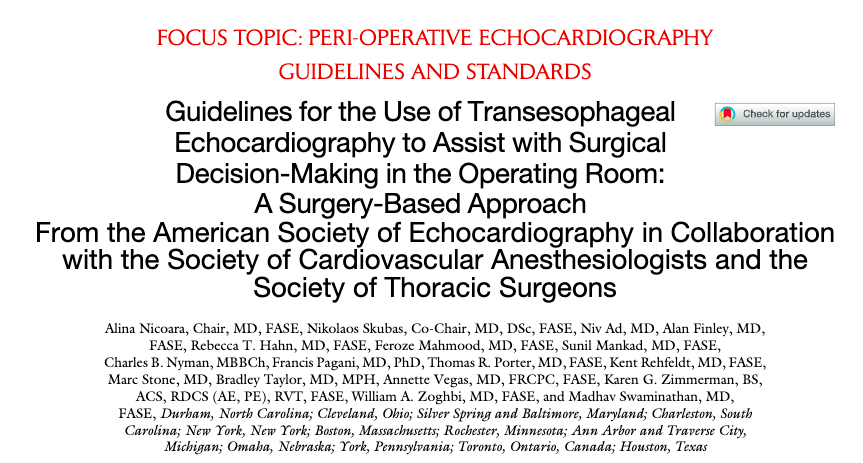 FOCUS TOPIC: PERI-OPERATIVE ECHOCARDIOGRAPHY
GUIDELINES AND STANDARDS
Guidelines for the Use of Transesophageal
Check for updates
Echocardiography to Assist with Surgical
Decision-Making in the Operating Room:
A Surgery-Based Approach
From the American Society of Echocardiography in Collaboration
with the Society of Cardiovascular Anesthesiologists and the
Society of Thoracic Surgeons
Alina Nicoara, Chair, MD, FASE, Nikolaos Skubas, Co-Chair, MD, DSc, FASE, Niv Ad, MD, Alan Finley, MD,
FASE, Rebecca T. Hahn, MD, FASE, Feroze Mahmood, MD, FASE, Sunil Mankad, MD, FASE,
Charles B. Nyman, MBBCh, Francis Pagani, MD, PhD, Thomas R. Porter, MD, FASE, Kent Rehfeldt, MD, FASE,
Marc Stone, MD, Bradley Taylor, MD, MPH, Annette Vegas, MD, FRCPC, FASE, Karen G. Zimmerman, BS,
ACS, RDCS (AE, PE), RVT, FASE, William A. Zoghbi, MD, FASE, and Madhav Swaminathan, MD,
FASE, Durham, North Carolina; Cleveland, Ohio; Silver Spring and Baltimore, Maryland; Charleston, South
Carolina; New York, New York; Boston, Massachusetts; Rochester, Minnesota; Ann Arbor and Traverse City,
Michigan; Omaha, Nebraska; York, Pennsylvania; Toronto, Ontario, Canada; Houston, Texas